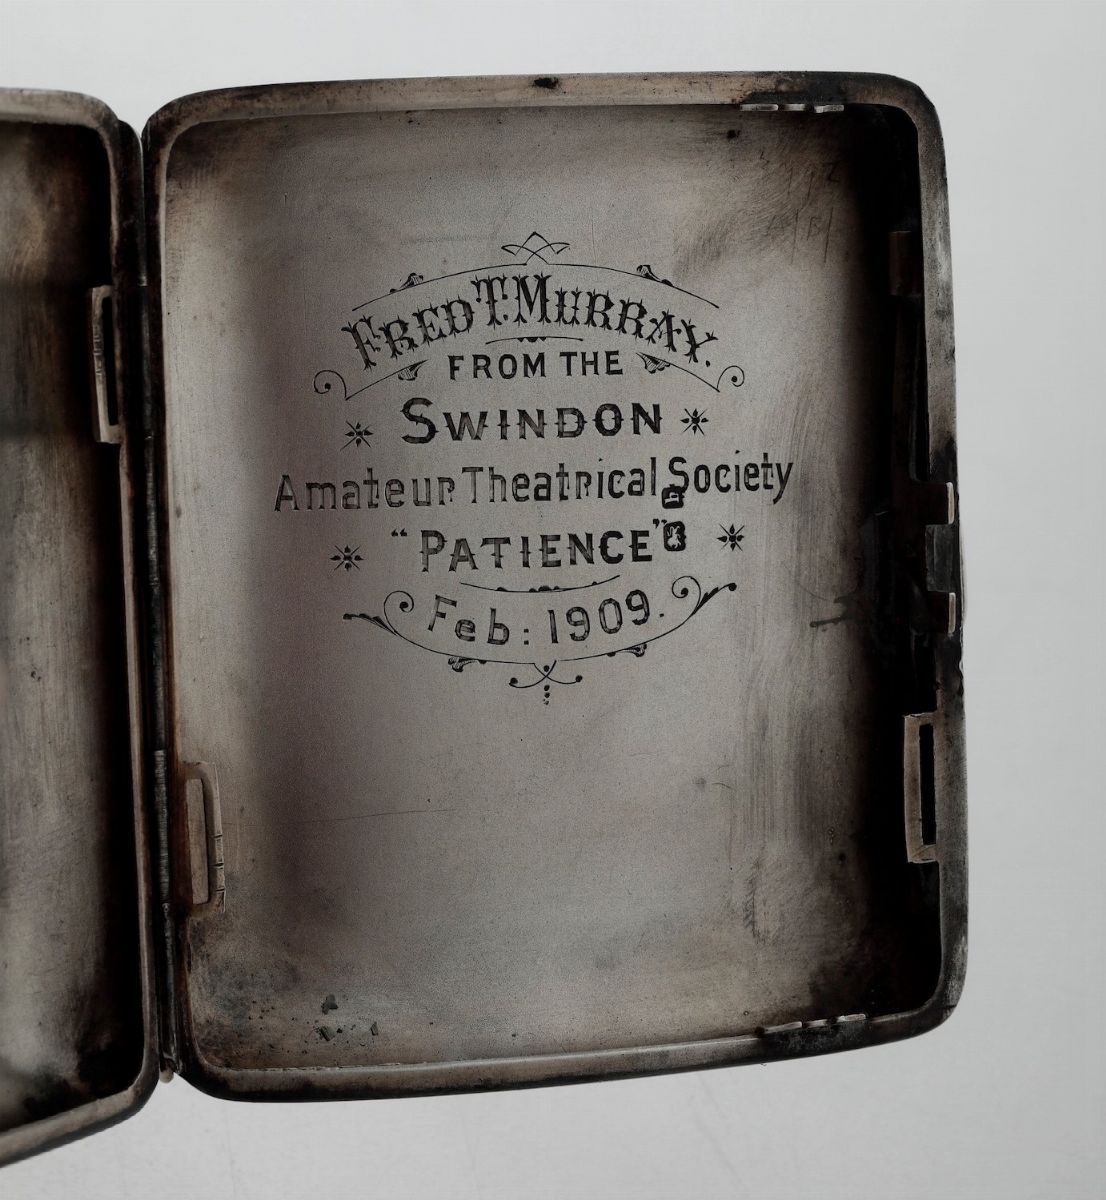 FRED T. MURRAY.
FROM THE
SWINDON
Amateur Theatrical Society
"PATIENCE"
Feb: 1909.